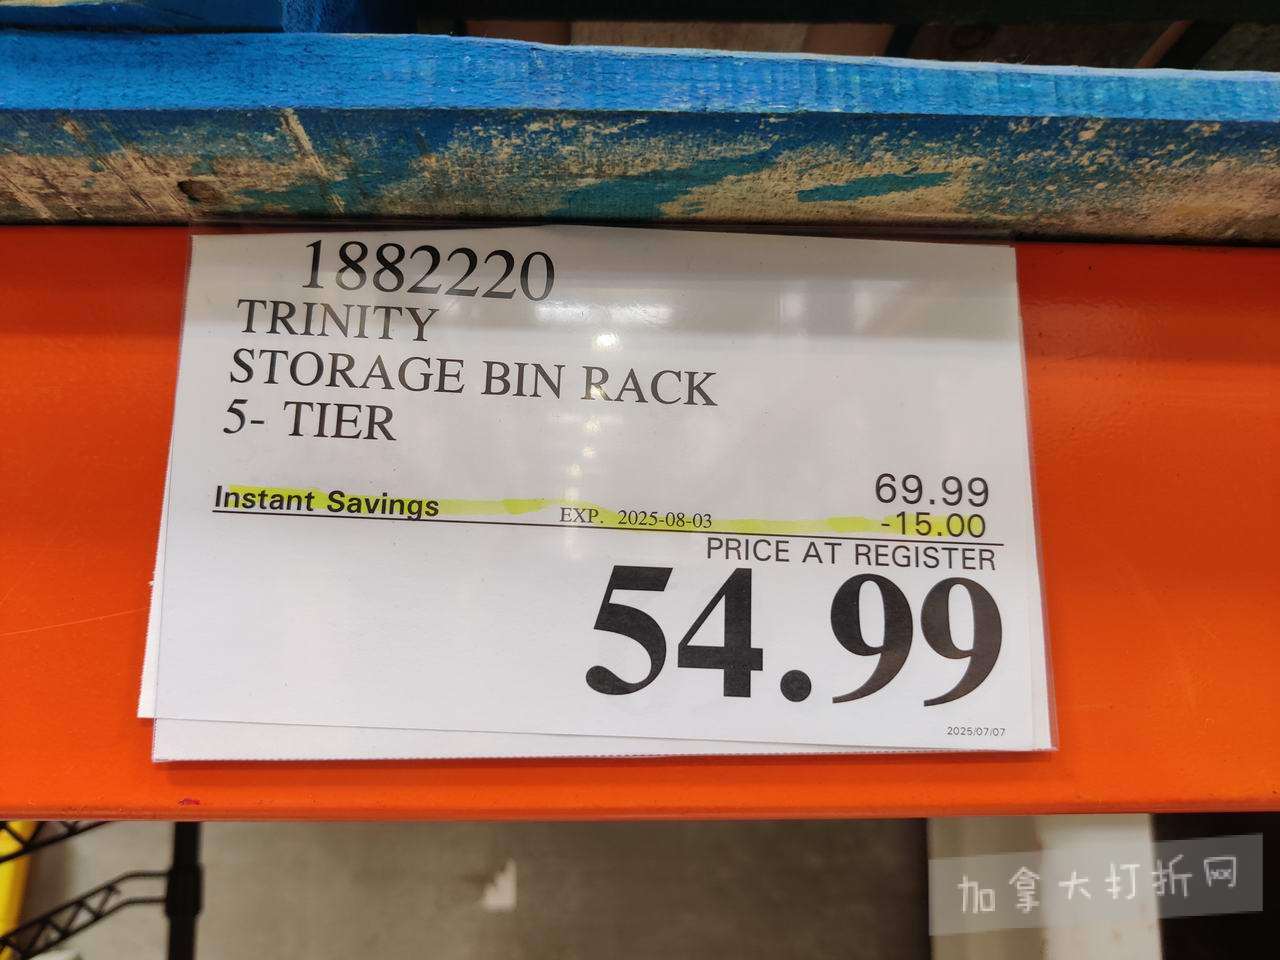 1882220
TRINITY
STORAGE BIN RACK
5- TIER
69.99
Instant Savings EXP. 2025-08-03 -15.00
PRICE AT REGISTER
54.99
2025/07/07
加拿大打折网